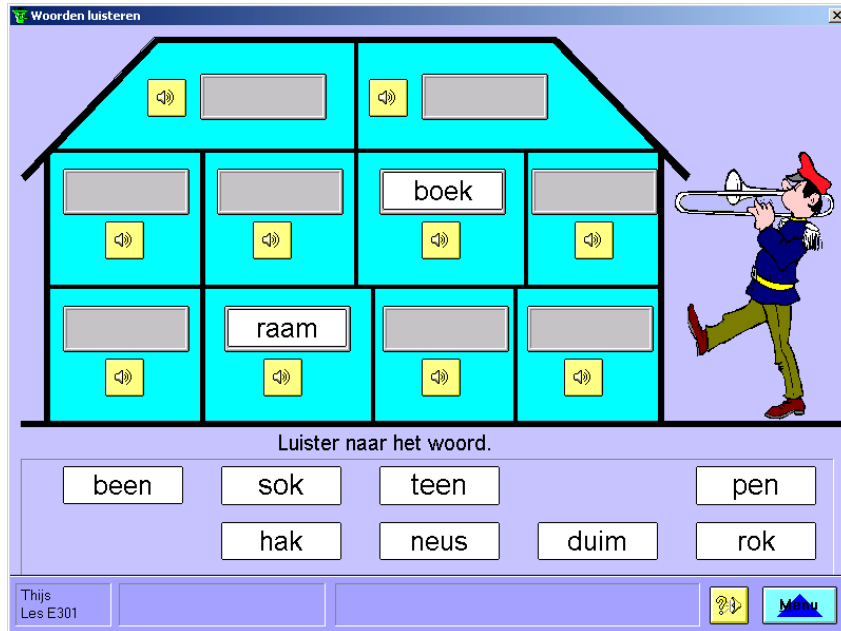 Woorden luisteren
boek
raam
Luister naar het woord.
been sok teen pen
hak neus duim rok
Thijs
Les E301
Menu